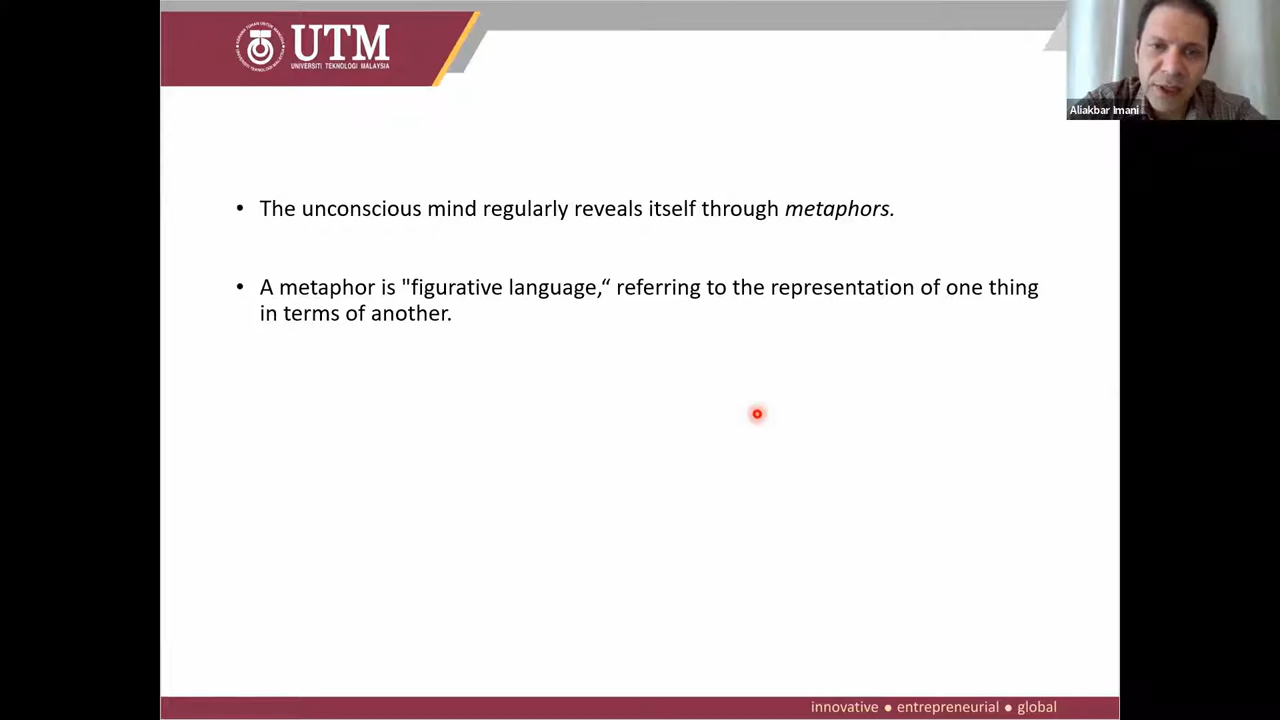 UTM
UNIVERSITI TEKNOLOGI MALAYSIA
Aliakbar Imani
• The unconscious mind regularly reveals itself through metaphors.
• A metaphor is "figurative language,“ referring to the representation of one thing
in terms of another.
innovative ● entrepreneurial ● global